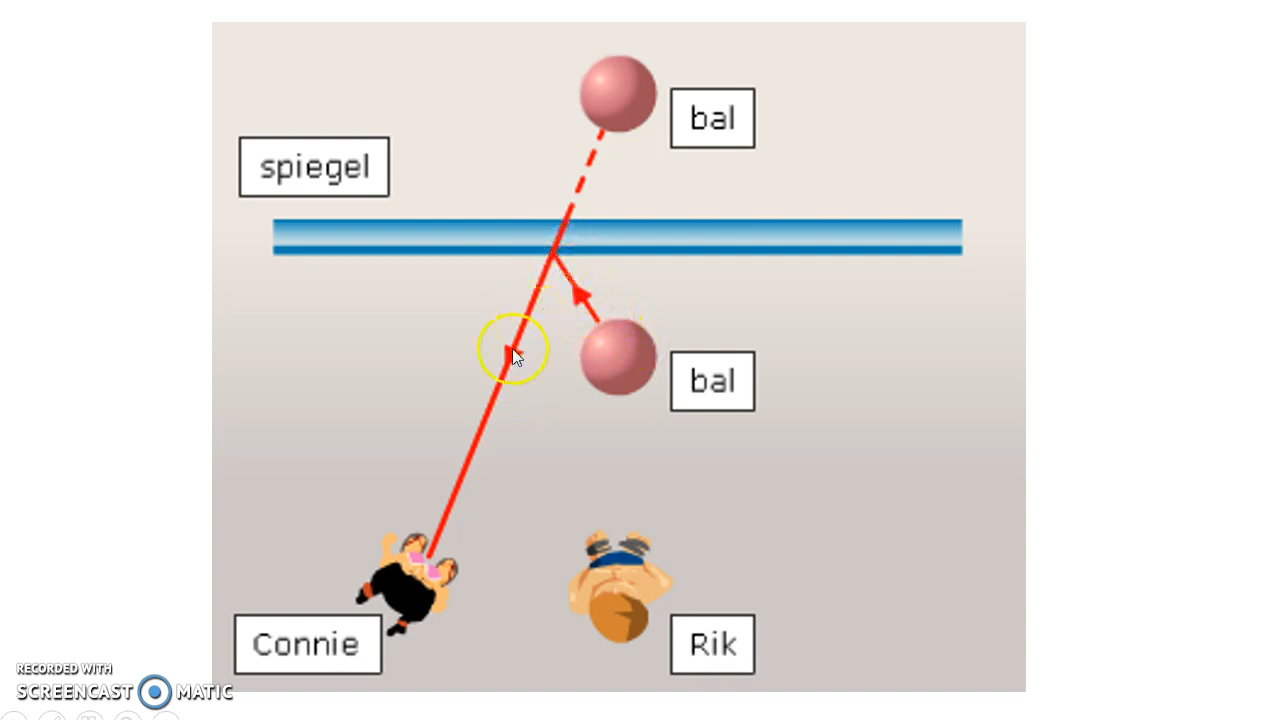 bal
spiegel
bal
Connie
Rik
RECORDED WITH
SCREENCAST MATIC